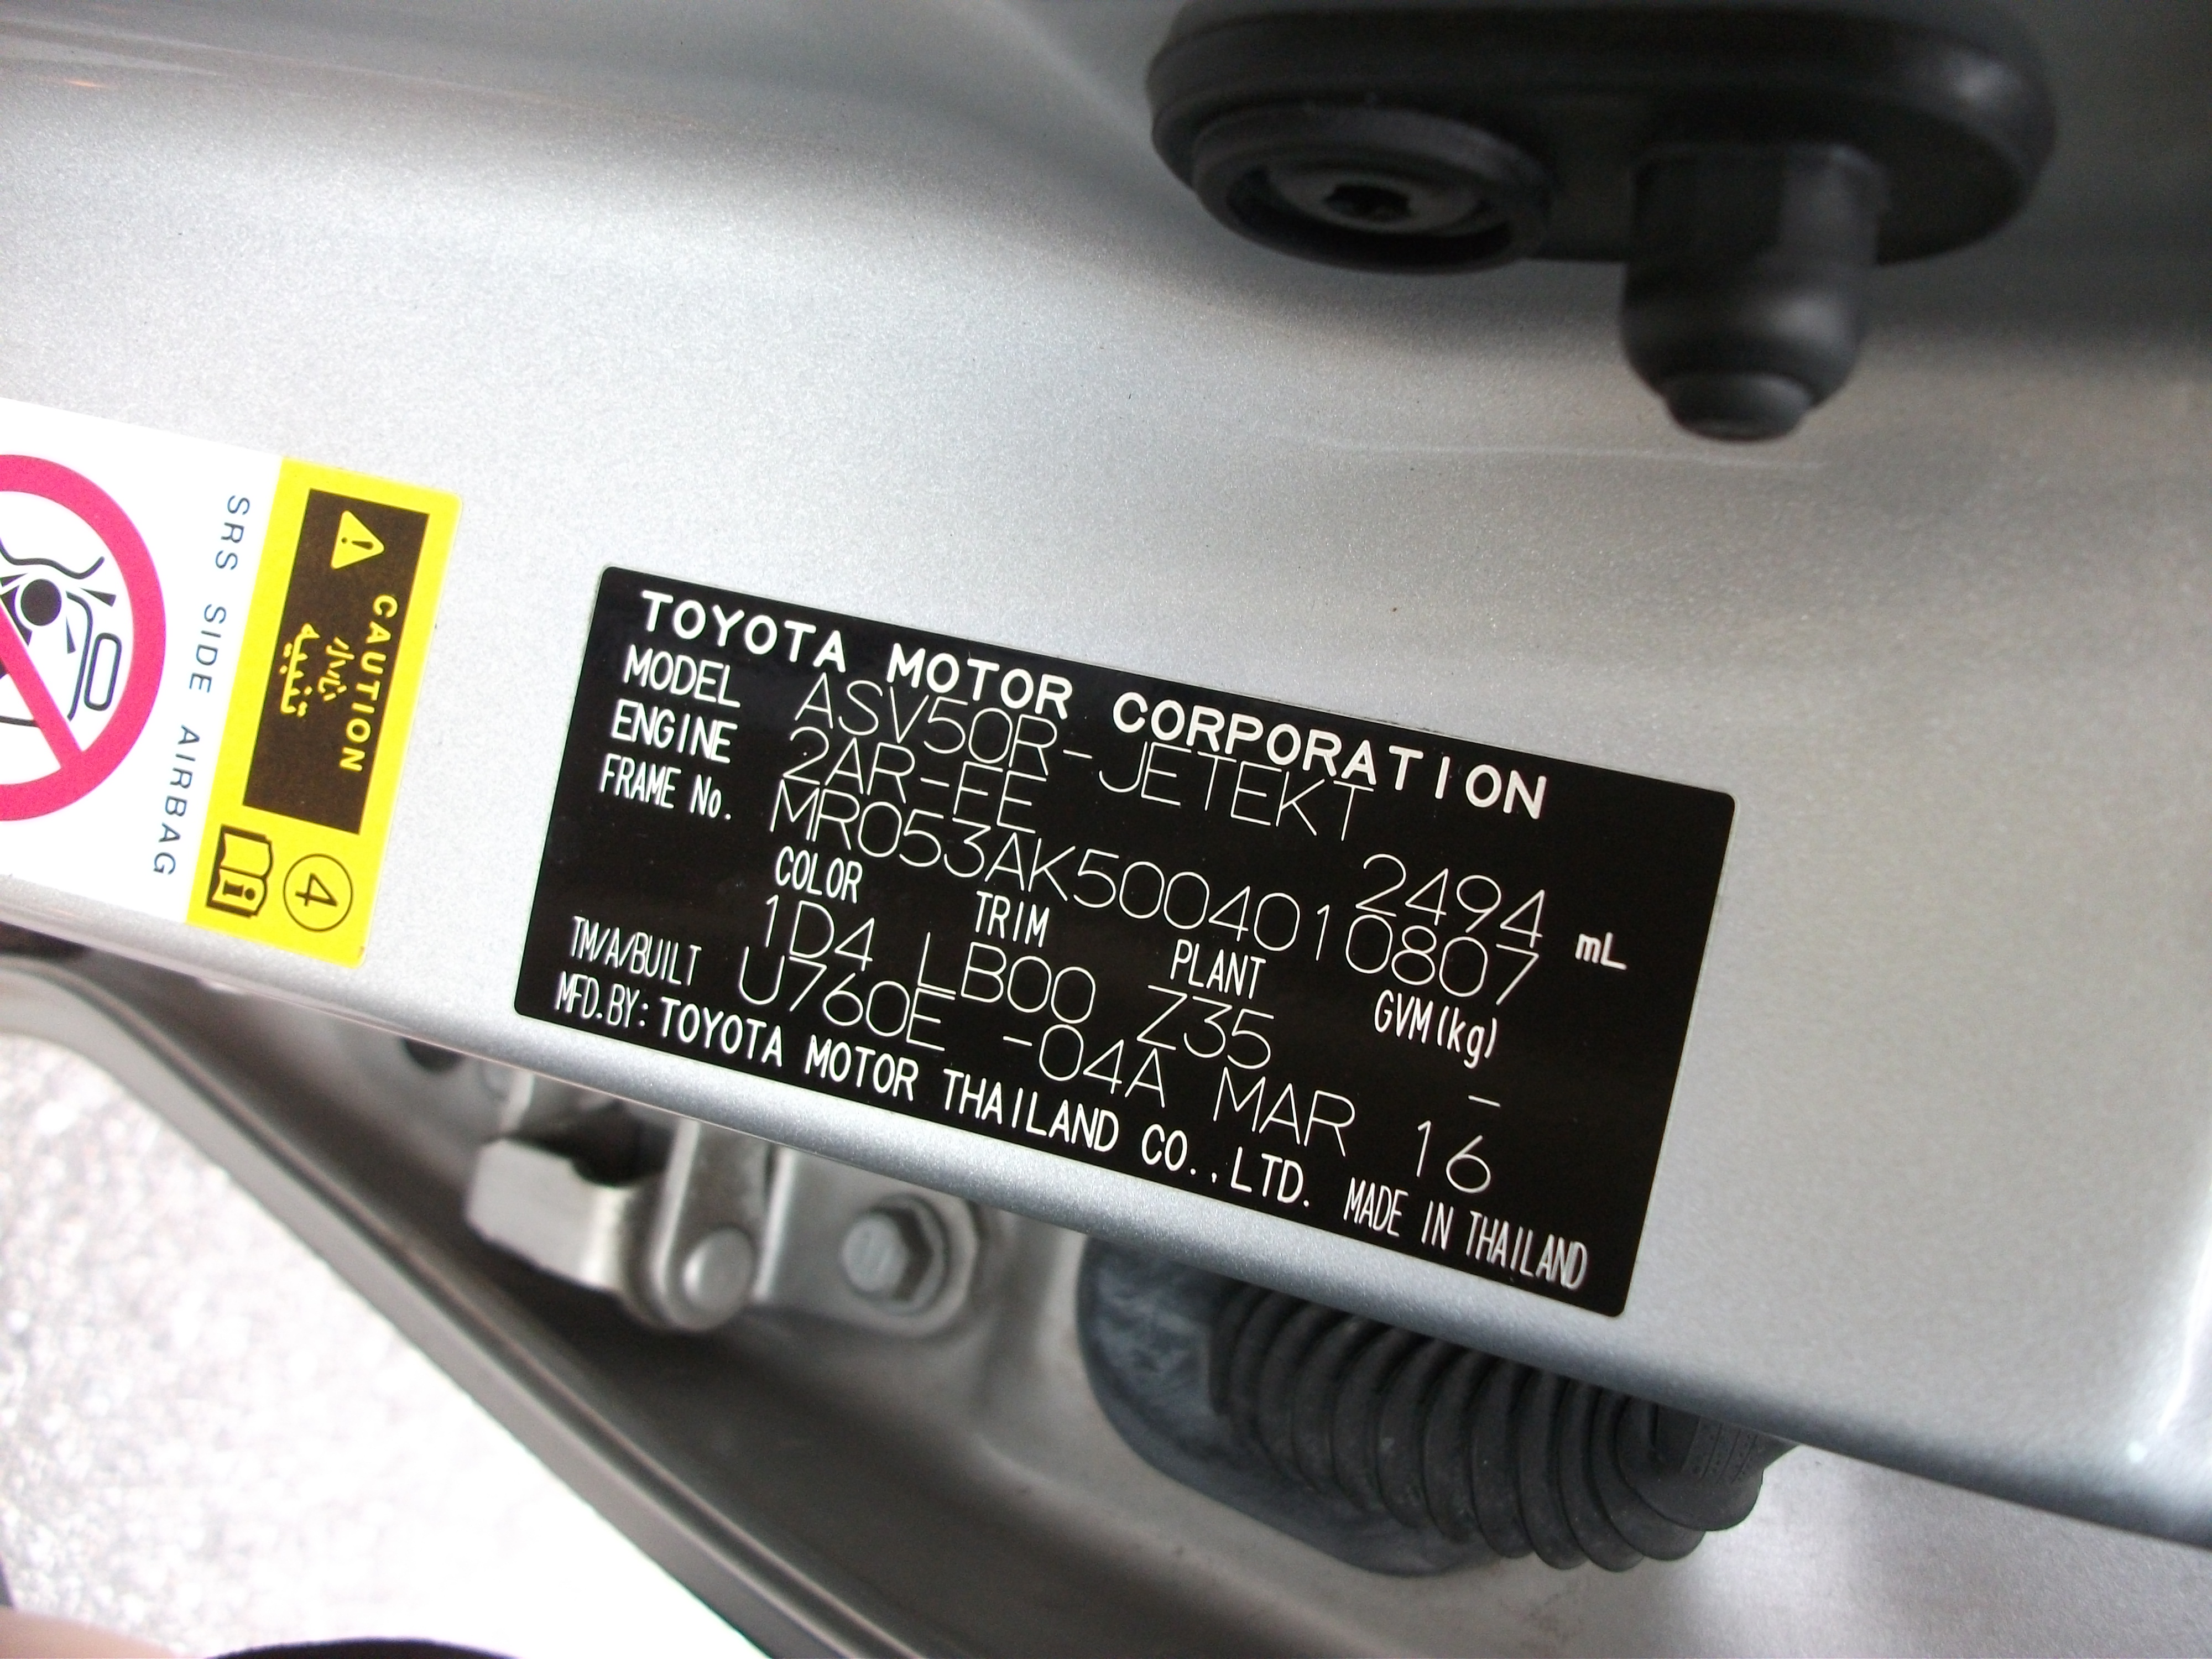 SRS SIDE AIRBAG
CAUTION
تنبيه
4
TOYOTA MOTOR CORPORATION
MODEL ASV50R-JETEKT
ENGINE 2AR-FE 2494 mL
FRAME No. MR053AK5004010807
COLOR TRIM PLANT GVM(kg)
1D4 LB00 Z35 -
TM/A/BUILT U760E -04A MAR 16
MFD.BY: TOYOTA MOTOR THAILAND CO.,LTD. MADE IN THAILAND